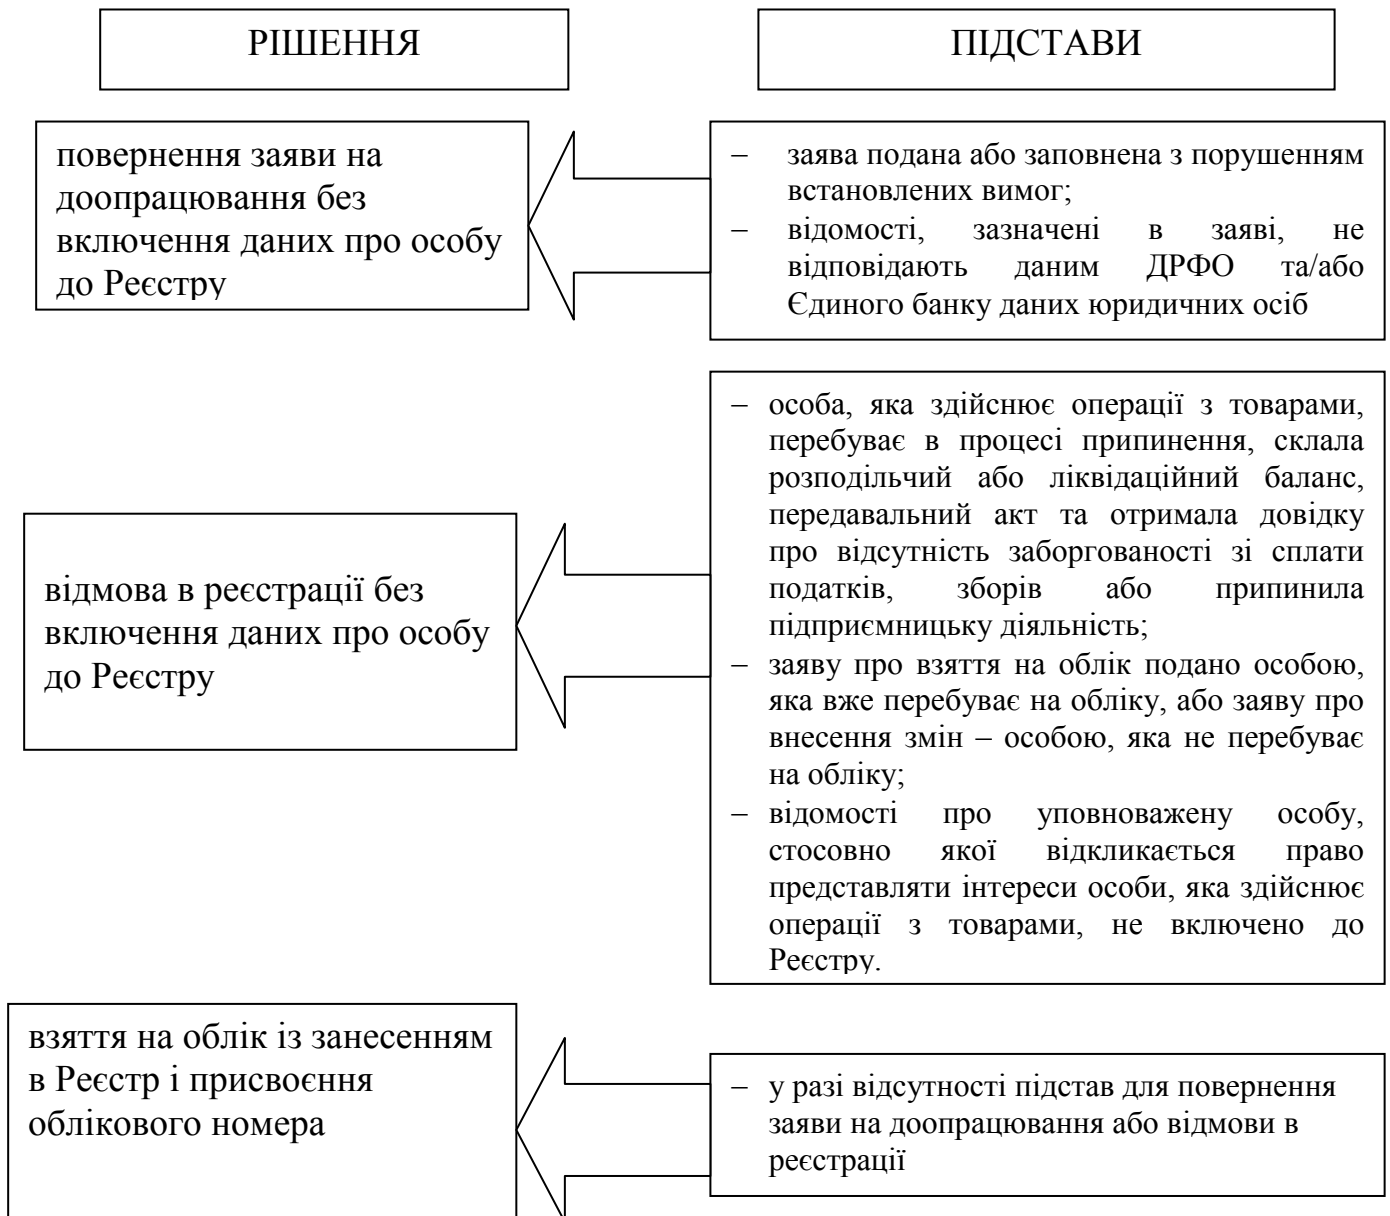 РІШЕННЯ
ПІДСТАВИ
повернення заяви на
доопрацювання без
включення даних про особу
до Реєстру
– заява подана або заповнена з порушенням
встановлених вимог;
– відомості, зазначені в заяві, не
відповідають даним ДРФО та/або
Єдиного банку даних юридичних осіб
відмова в реєстрації без
включення даних про особу
до Реєстру
– особа, яка здійснює операції з товарами,
перебуває в процесі припинення, склала
розподільчий або ліквідаційний баланс,
передавальний акт та отримала довідку
про відсутність заборгованості зі сплати
податків, зборів або припинила
підприємницьку діяльність;
– заяву про взяття на облік подано особою,
яка вже перебуває на обліку, або заяву про
внесення змін – особою, яка не перебуває
на обліку;
– відомості про уповноважену особу,
стосовно якої відкликається право
представляти інтереси особи, яка здійснює
операції з товарами, не включено до
Реєстру.
взяття на облік із занесенням
в Реєстр і присвоєння
облікового номера
– у разі відсутності підстав для повернення
заяви на доопрацювання або відмови в
реєстрації